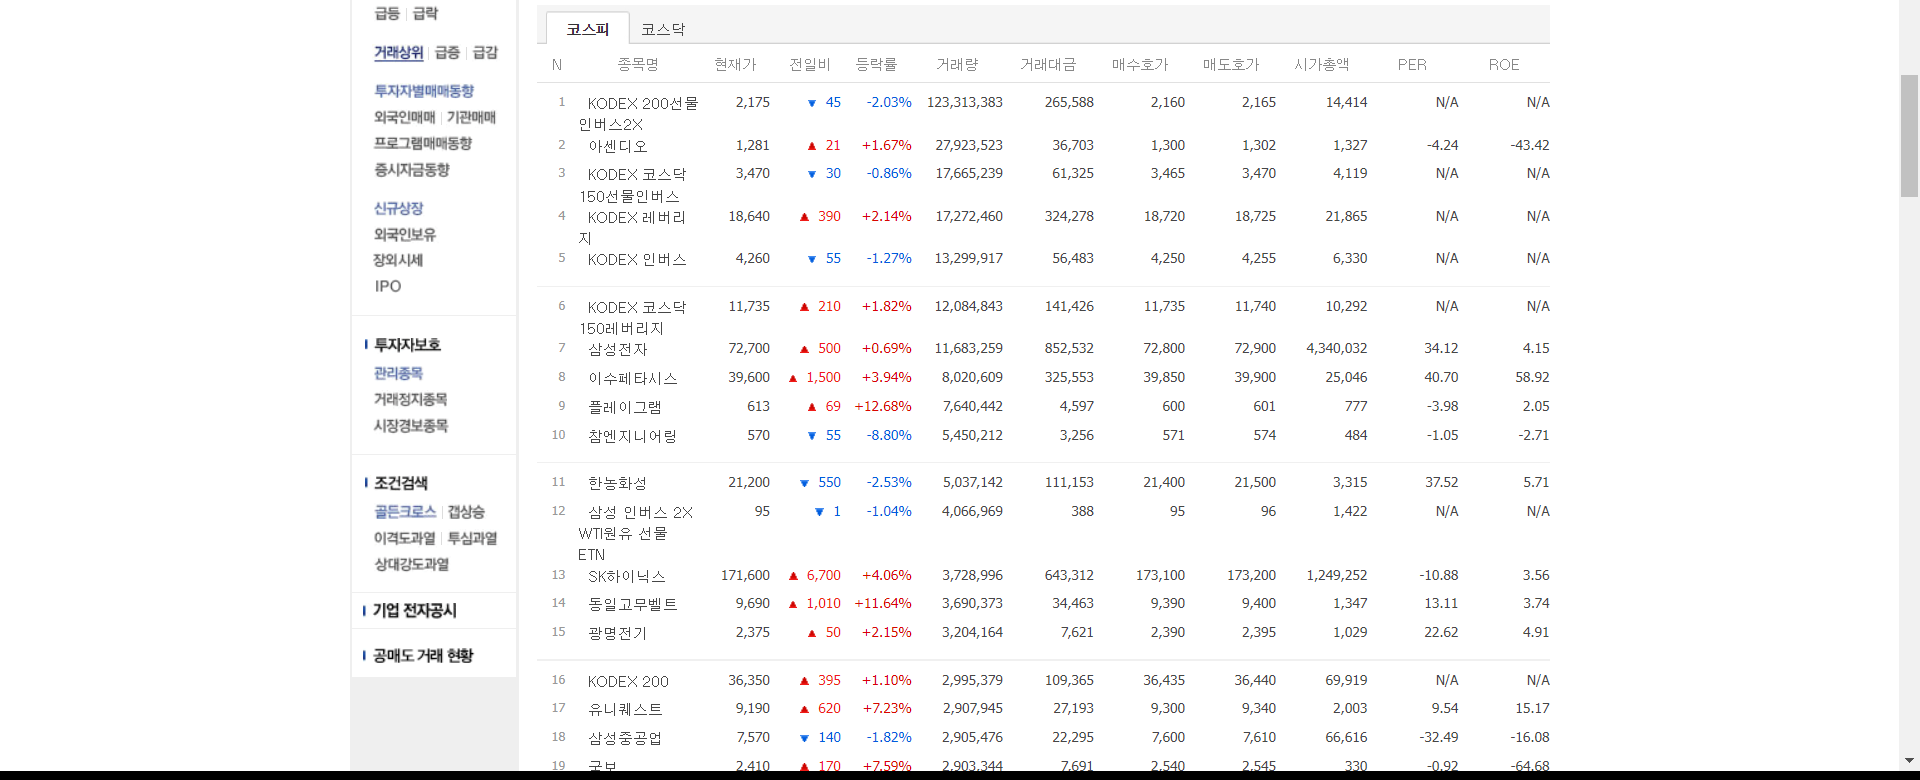 급등 | 급락
거래상위 | 급증 | 급감
투자자별매매동향
외국인매매 | 기관매매
프로그램매매동향
증시자금동향
신규상장
외국인보유
장외시세
IPO
투자자보호
관리종목
거래정지종목
시장경보종목
조건검색
골든크로스 | 갭상승
이격도과열 | 투심과열
상대강도과열
기업 전자공시
공매도 거래 현황
코스피 코스닥
N 종목명 현재가 전일비 등락률 거래량 거래대금 매수호가 매도호가 시가총액 PER ROE
1 KODEX 200선물 2,175 ▼ 45 -2.03% 123,313,383 265,588 2,160 2,165 14,414 N/A N/A
인버스2X
2 아센디오 1,281 ▲ 21 +1.67% 27,923,523 36,703 1,300 1,302 1,327 -4.24 -43.42
3 KODEX 코스닥 3,470 ▼ 30 -0.86% 17,665,239 61,325 3,465 3,470 4,119 N/A N/A
150선물인버스
4 KODEX 레버리 18,640 ▲ 390 +2.14% 17,272,460 324,278 18,720 18,725 21,865 N/A N/A
지
5 KODEX 인버스 4,260 ▼ 55 -1.27% 13,299,917 56,483 4,250 4,255 6,330 N/A N/A
6 KODEX 코스닥 11,735 ▲ 210 +1.82% 12,084,843 141,426 11,735 11,740 10,292 N/A N/A
150레버리지
7 삼성전자 72,700 ▲ 500 +0.69% 11,683,259 852,532 72,800 72,900 4,340,032 34.12 4.15
8 이수페타시스 39,600 ▲ 1,500 +3.94% 8,020,609 325,553 39,850 39,900 25,046 40.70 58.92
9 플레이그램 613 ▲ 69 +12.68% 7,640,442 4,597 600 601 777 -3.98 2.05
10 참엔지니어링 570 ▼ 55 -8.80% 5,450,212 3,256 571 574 484 -1.05 -2.71
11 한농화성 21,200 ▼ 550 -2.53% 5,037,142 111,153 21,400 21,500 3,315 37.52 5.71
12 삼성 인버스 2X 95 ▼ 1 -1.04% 4,066,969 388 95 96 1,422 N/A N/A
WTI원유 선물
ETN
13 SK하이닉스 171,600 ▲ 6,700 +4.06% 3,728,996 643,312 173,100 173,200 1,249,252 -10.88 3.56
14 동일고무벨트 9,690 ▲ 1,010 +11.64% 3,690,373 34,463 9,390 9,400 1,347 13.11 3.74
15 광명전기 2,375 ▲ 50 +2.15% 3,204,164 7,621 2,390 2,395 1,029 22.62 4.91
16 KODEX 200 36,350 ▲ 395 +1.10% 2,995,379 109,365 36,435 36,440 69,919 N/A N/A
17 유니퀘스트 9,190 ▲ 620 +7.23% 2,907,945 27,193 9,300 9,340 2,003 9.54 15.17
18 삼성중공업 7,570 ▼ 140 -1.82% 2,905,476 22,295 7,600 7,610 66,616 -32.49 -16.08
19 국보 2,410 ▲ 170 +7.59% 2,903,344 7,691 2,540 2,545 330 -0.92 -64.68